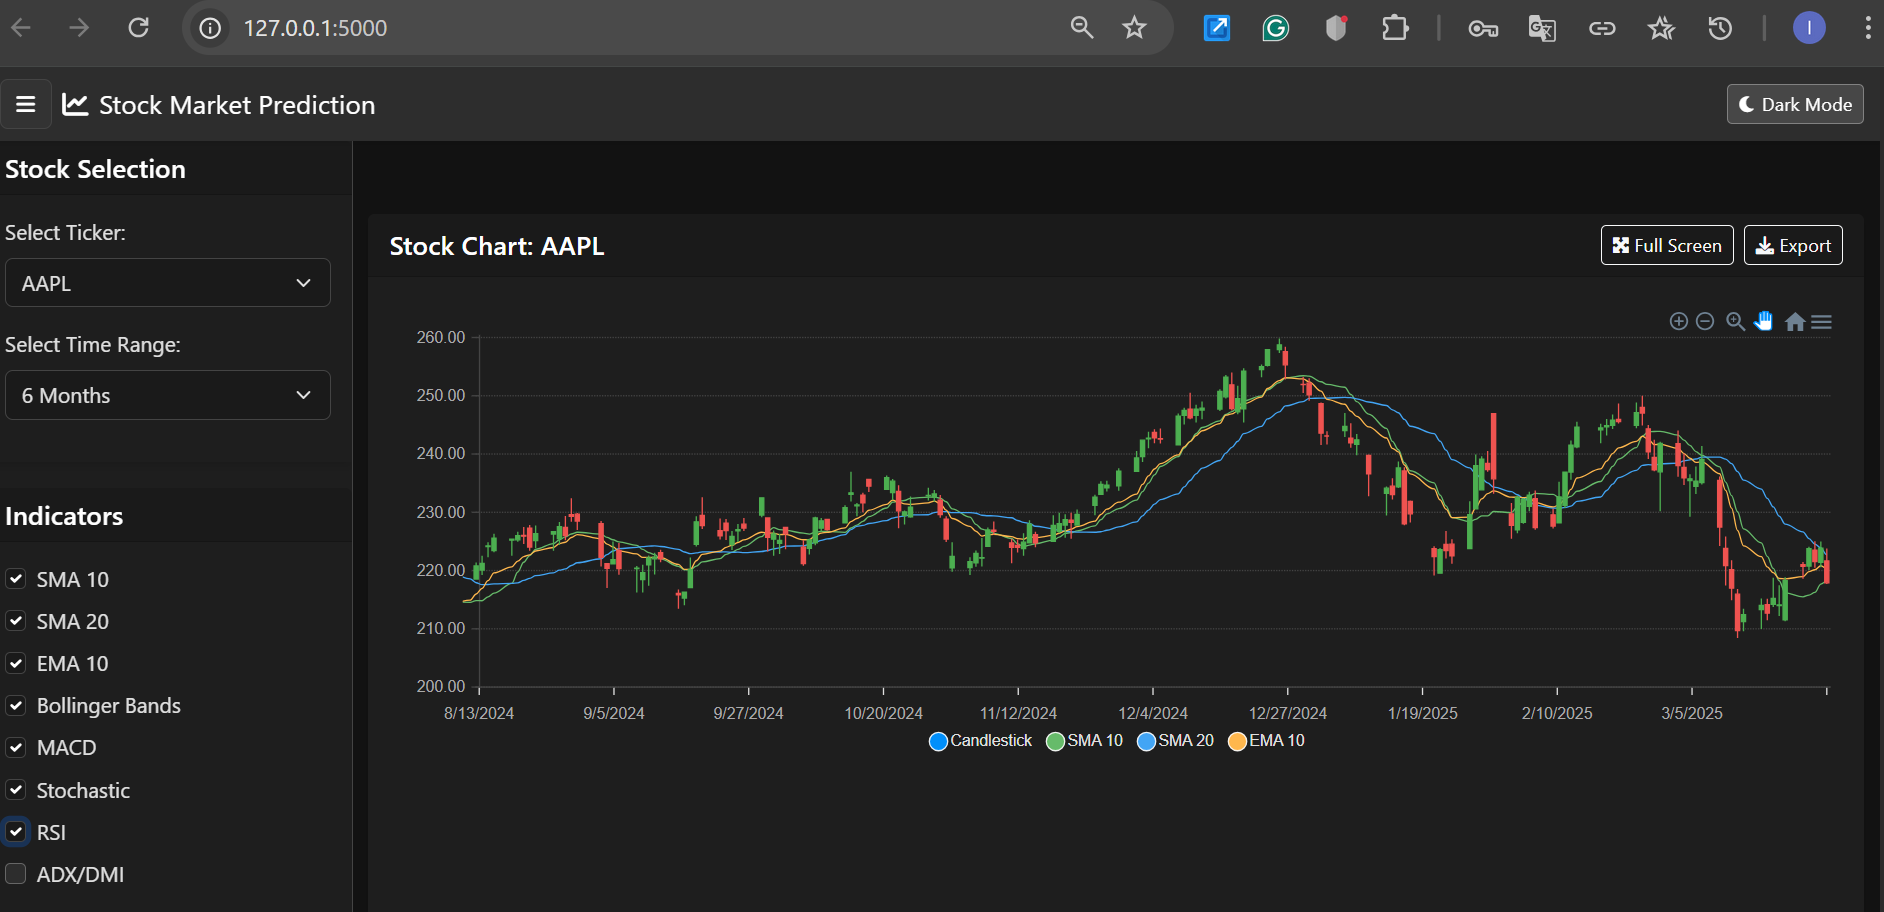 127.0.0.1:5000
Stock Market Prediction
Dark Mode
Stock Selection
Select Ticker:
AAPL
Select Time Range:
6 Months
Indicators
SMA 10
SMA 20
EMA 10
Bollinger Bands
MACD
Stochastic
RSI
ADX/DMI
Stock Chart: AAPL
Full Screen
Export
260.00
250.00
240.00
230.00
220.00
210.00
200.00
8/13/2024 9/5/2024 9/27/2024 10/20/2024 11/12/2024 12/4/2024 12/27/2024 1/19/2025 2/10/2025 3/5/2025
Candlestick SMA 10 SMA 20 EMA 10